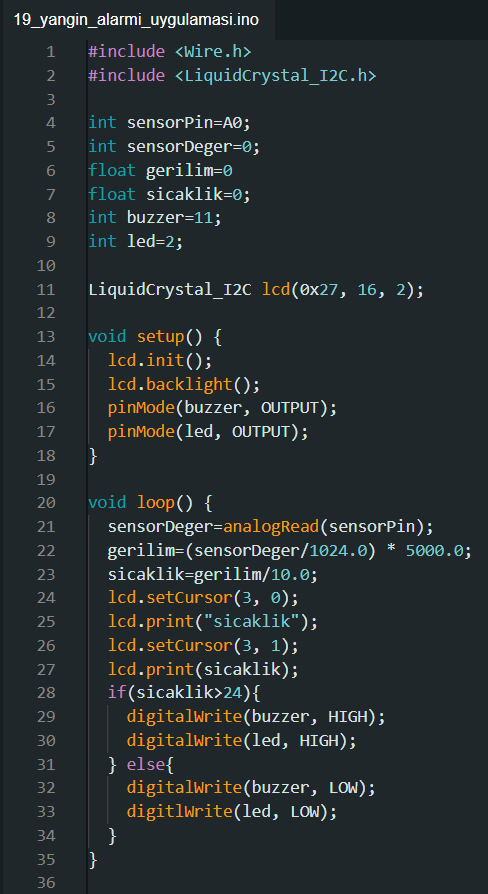 19_yangin_alarmi_uygulamasi.ino
1 #include <Wire.h>
2 #include <LiquidCrystal_I2C.h>
3
4 int sensorPin=A0;
5 int sensorDeger=0;
6 float gerilim=0
7 float sicaklik=0;
8 int buzzer=11;
9 int led=2;
10
11 LiquidCrystal_I2C lcd(0x27, 16, 2);
12
13 void setup() {
14   lcd.init();
15   lcd.backlight();
16   pinMode(buzzer, OUTPUT);
17   pinMode(led, OUTPUT);
18 }
19
20 void loop() {
21   sensorDeger=analogRead(sensorPin);
22   gerilim=(sensorDeger/1024.0) * 5000.0;
23   sicaklik=gerilim/10.0;
24   lcd.setCursor(3, 0);
25   lcd.print("sicaklik");
26   lcd.setCursor(3, 1);
27   lcd.print(sicaklik);
28   if(sicaklik>24){
29     digitalWrite(buzzer, HIGH);
30     digitalWrite(led, HIGH);
31   } else{
32     digitalWrite(buzzer, LOW);
33     digitlWrite(led, LOW);
34   }
35 }
36